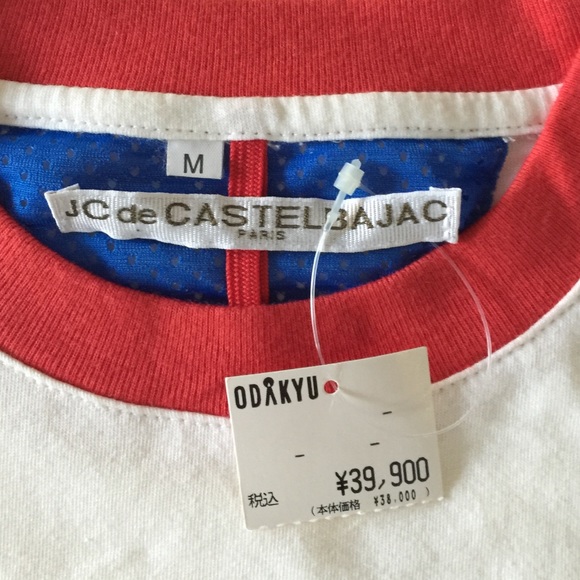 M
JC de CASTELBAJAC
PARIS
ODAKYU
- 
- -
¥39,900
税込
(本体価格 ¥38,000)